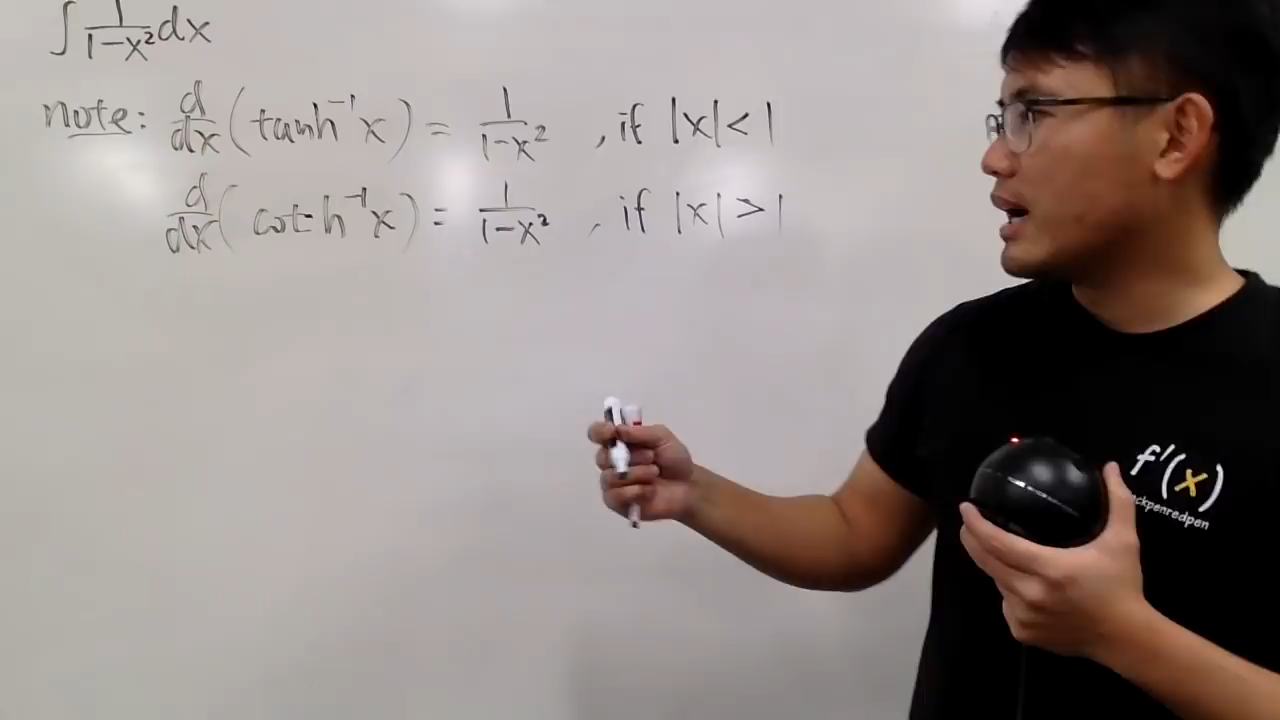 ∫ 1/(1-x²) dx
note: d/dx (tanh⁻¹x) = 1/(1-x²) , if |x| < 1
d/dx (coth⁻¹x) = 1/(1-x²) , if |x| > 1
f'(x)
ckpenredpen